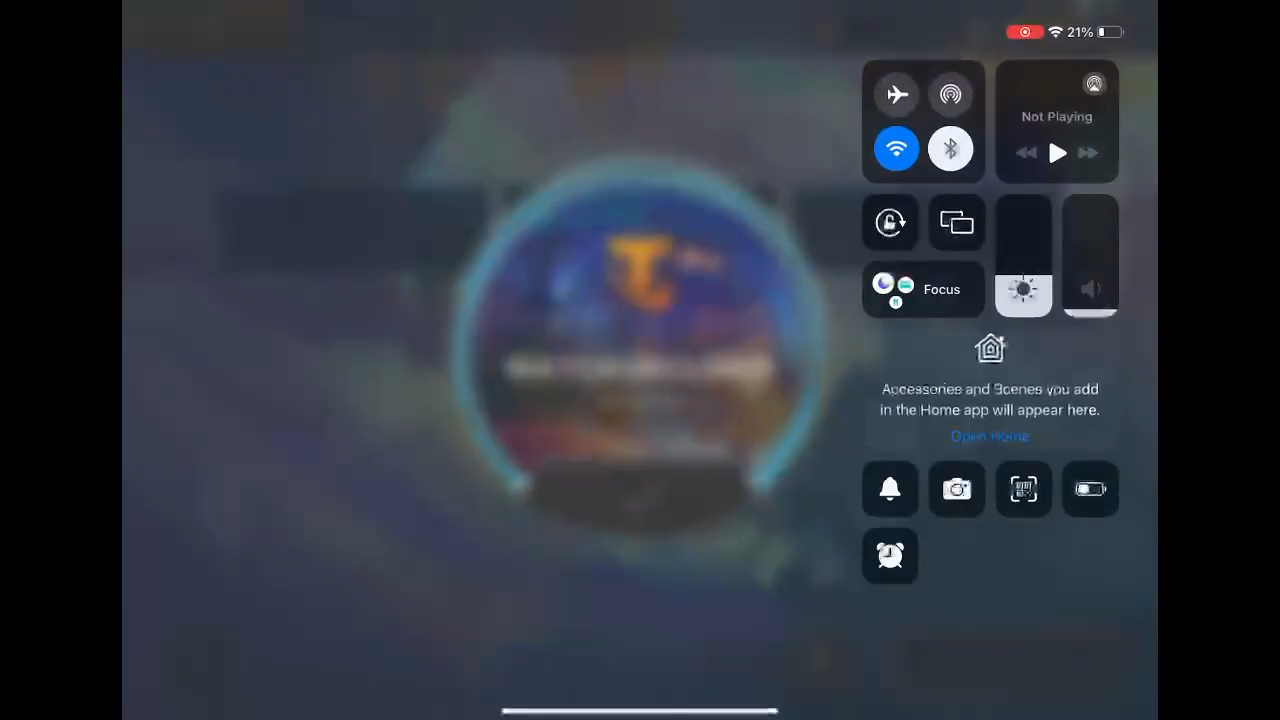 21%
Not Playing
Focus
Accessories and Scenes you add
in the Home app will appear here.
Open Home